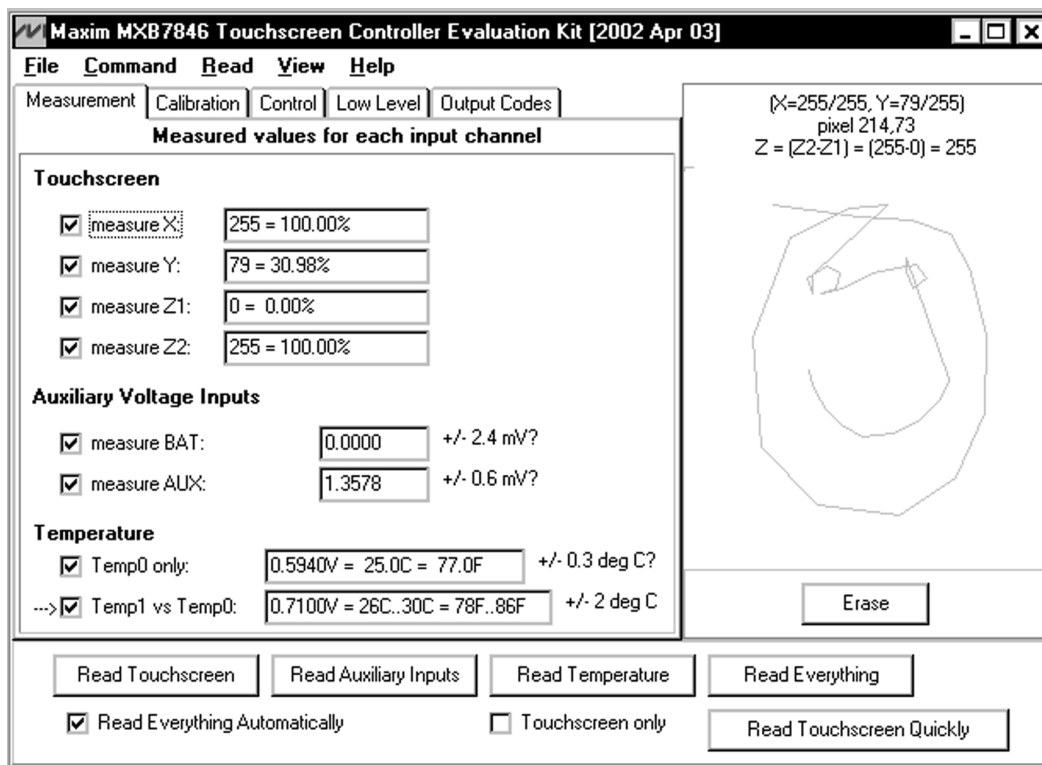 Maxim MXB7846 Touchscreen Controller Evaluation Kit [2002 Apr 03]
File Command Read View Help
Measurement Calibration Control Low Level Output Codes
Measured values for each input channel
Touchscreen
measure X: 255 = 100.00%
measure Y: 79 = 30.98%
measure Z1: 0 = 0.00%
measure Z2: 255 = 100.00%
Auxiliary Voltage Inputs
measure BAT: 0.0000 +/- 2.4 mV?
measure AUX: 1.3578 +/- 0.6 mV?
Temperature
Temp0 only: 0.5940V = 25.0C = 77.0F +/- 0.3 deg C?
---> Temp1 vs Temp0: 0.7100V = 26C..30C = 78F..86F +/- 2 deg C
(X=255/255, Y=79/255)
pixel 214,73
Z = (Z2-Z1) = (255-0) = 255
Erase
Read Touchscreen Read Auxiliary Inputs Read Temperature Read Everything
Read Everything Automatically Touchscreen only Read Touchscreen Quickly